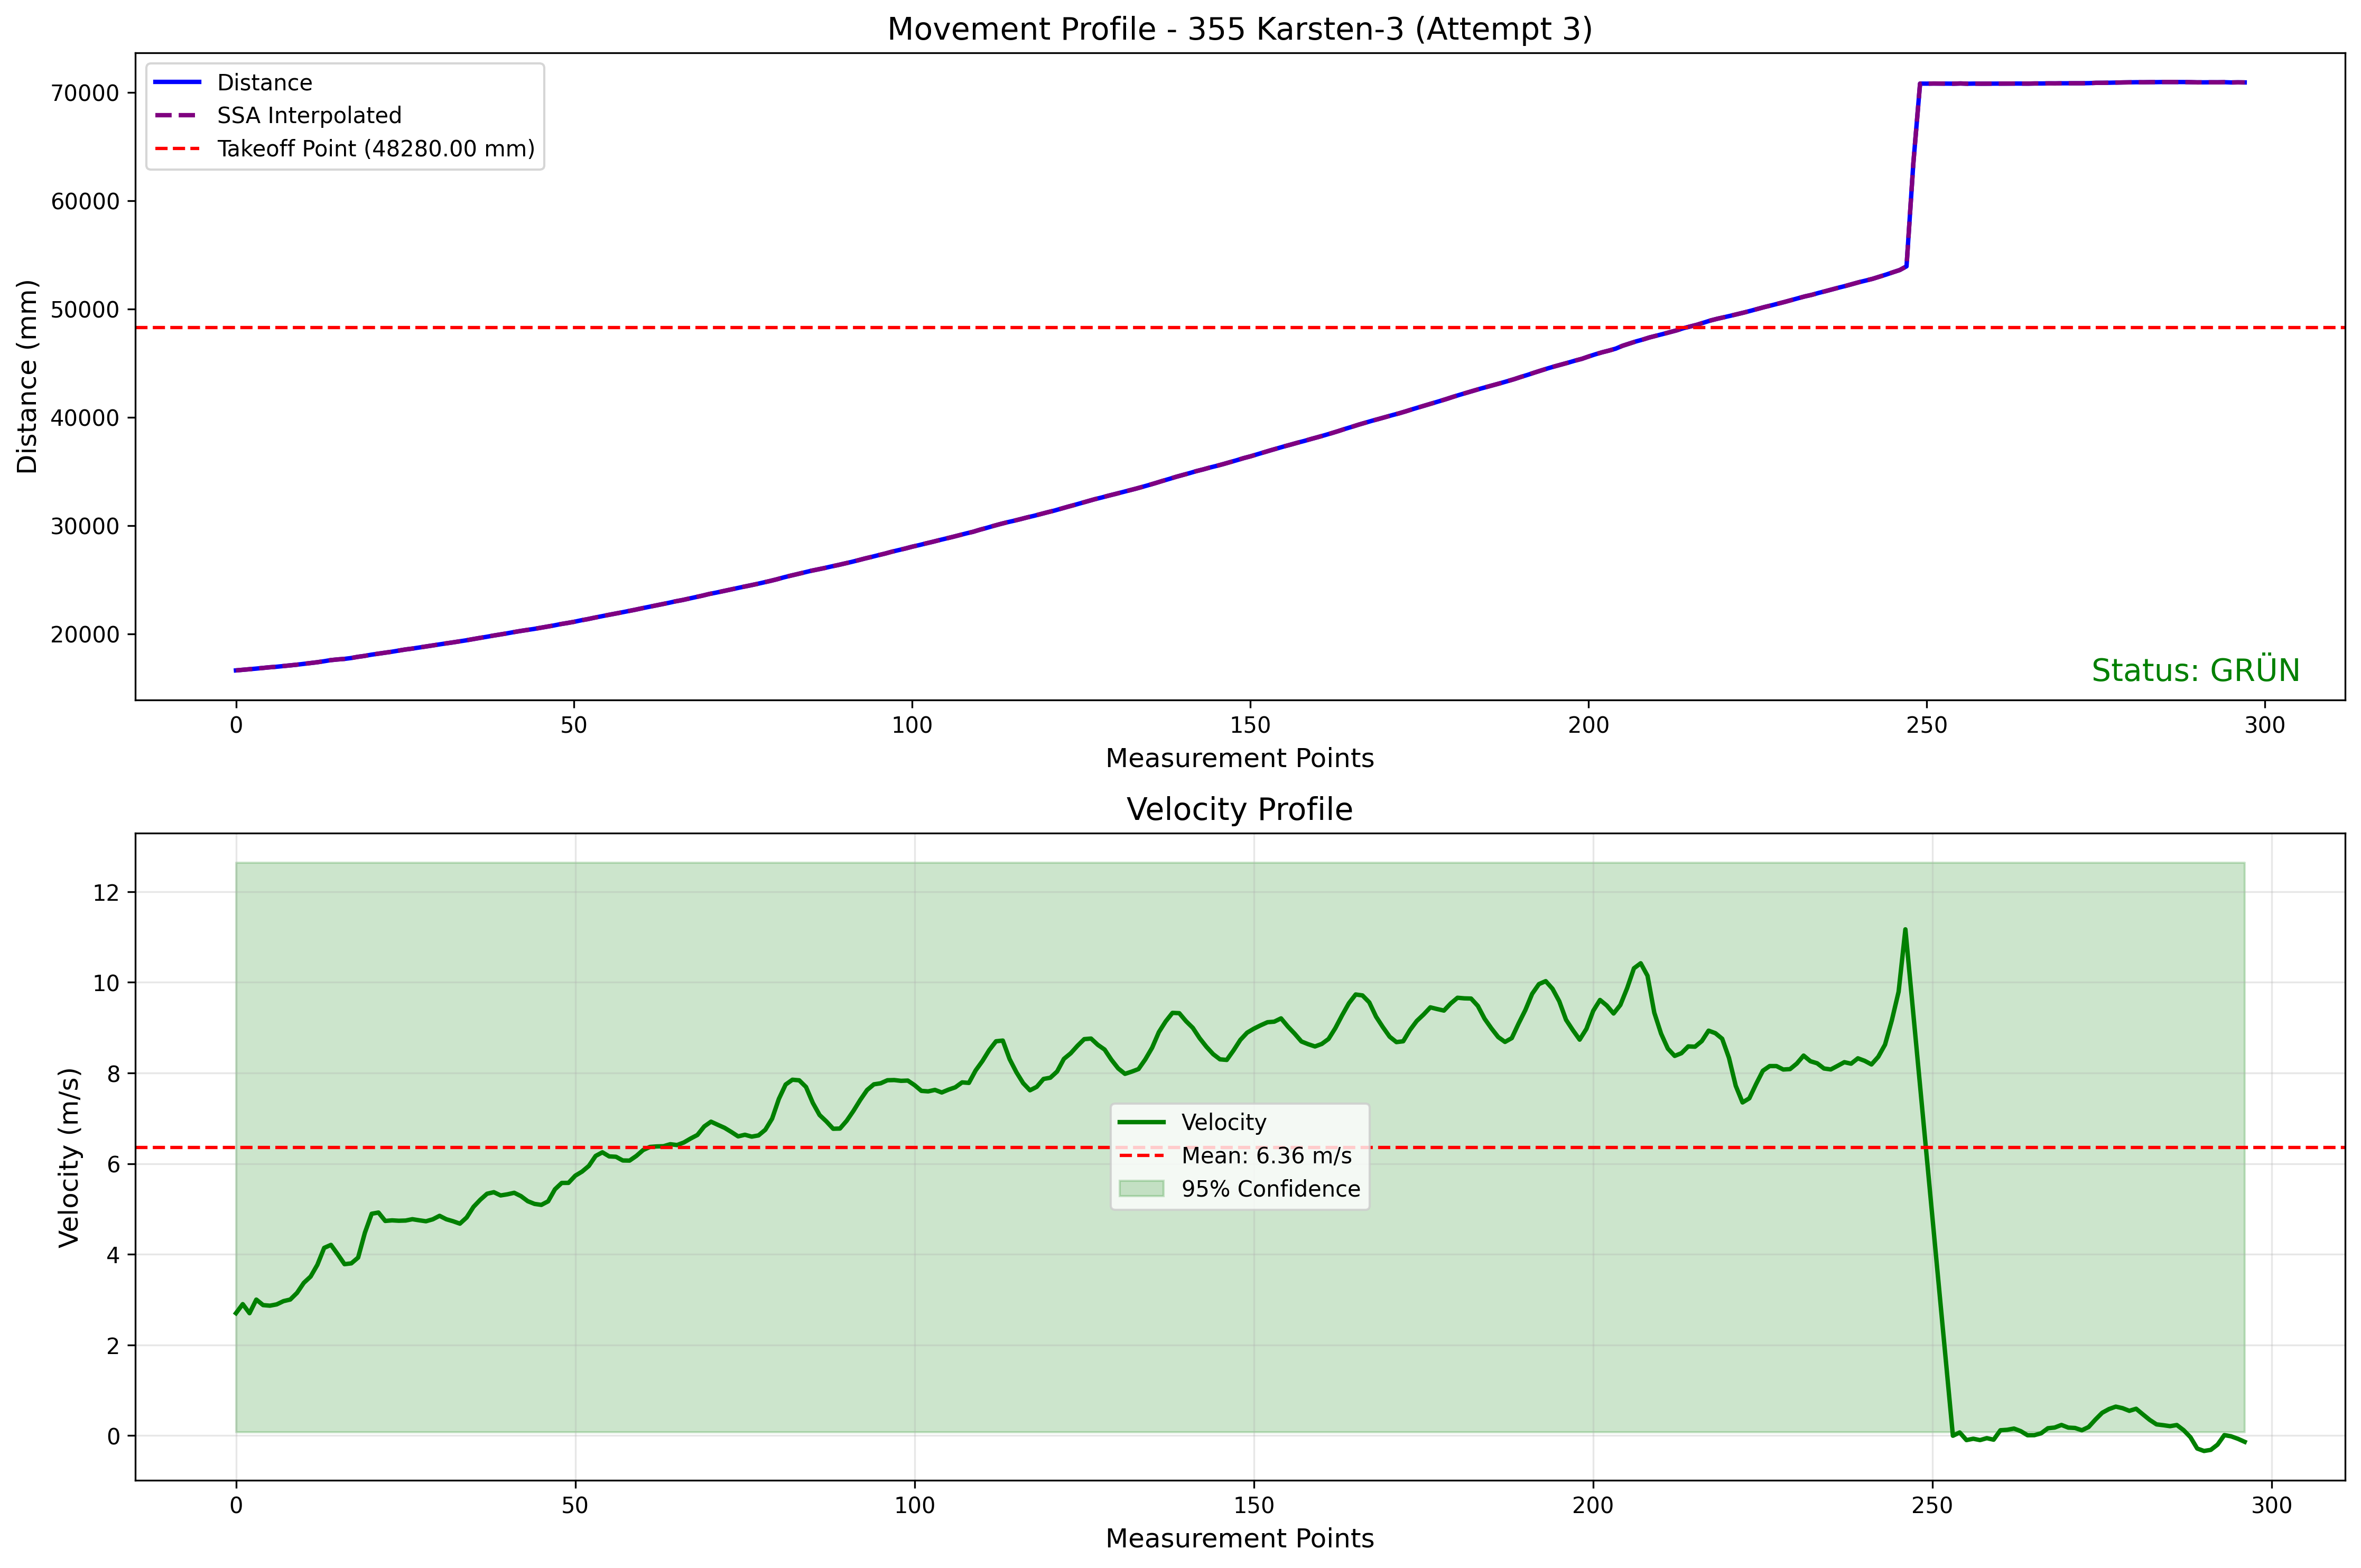 Movement Profile - 355 Karsten-3 (Attempt 3)
Distance
SSA Interpolated
Takeoff Point (48280.00 mm)
Distance (mm)
70000
60000
50000
40000
30000
20000
Status: GRÜN
0 50 100 150 200 250 300
Measurement Points
Velocity Profile
Velocity (m/s)
12
10
8
6
4
2
0
Velocity
Mean: 6.36 m/s
95% Confidence
0 50 100 150 200 250 300
Measurement Points